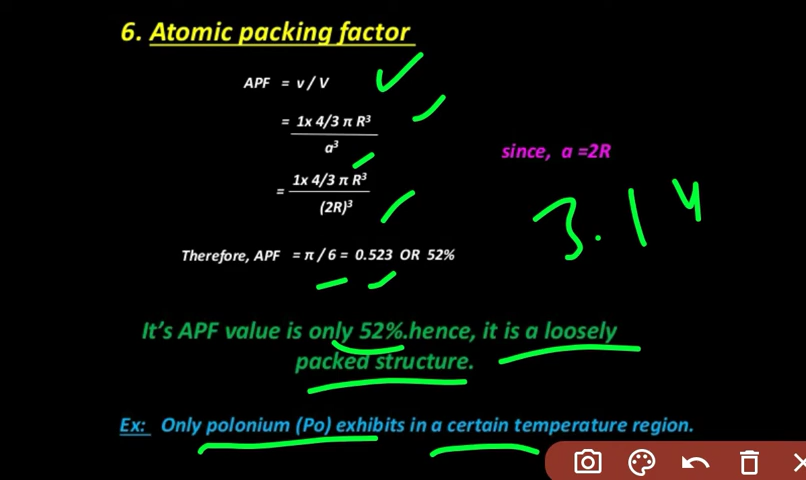 6. Atomic packing factor
APF = v / V
= 1x 4/3 π R³
a³
since, a =2R
= 1x 4/3 π R³
(2R)³
3.14
Therefore, APF = π / 6 = 0.523 OR 52%
It's APF value is only 52%.hence, it is a loosely
packed structure.
Ex: Only polonium (Po) exhibits in a certain temperature region.